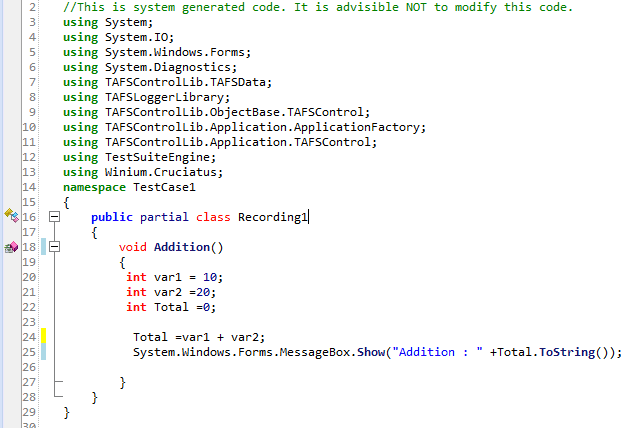 2 //This is system generated code. It is advisible NOT to modify this code.
3 using System;
4 using System.IO;
5 using System.Windows.Forms;
6 using System.Diagnostics;
7 using TAFSControlLib.TAFSData;
8 using TAFSLoggerLibrary;
9 using TAFSControlLib.ObjectBase.TAFSControl;
10 using TAFSControlLib.Application.ApplicationFactory;
11 using TAFSControlLib.Application.TAFSControl;
12 using TestSuiteEngine;
13 using Winium.Cruciatus;
14 namespace TestCase1
15 {
16 public partial class Recording1
17 {
18 void Addition()
19 {
20 int var1 = 10;
21 int var2 =20;
22 int Total =0;
23
24 Total =var1 + var2;
25 System.Windows.Forms.MessageBox.Show("Addition : " +Total.ToString());
26
27 }
28 }
29 }
30